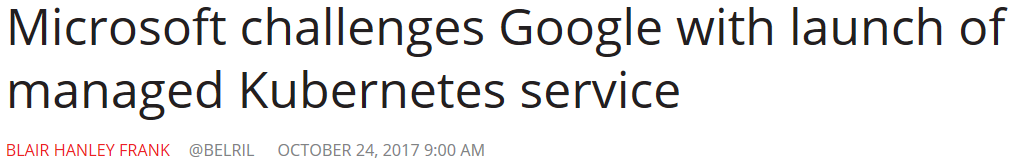 Microsoft challenges Google with launch of
managed Kubernetes service
BLAIR HANLEY FRANK @BELRIL OCTOBER 24, 2017 9:00 AM